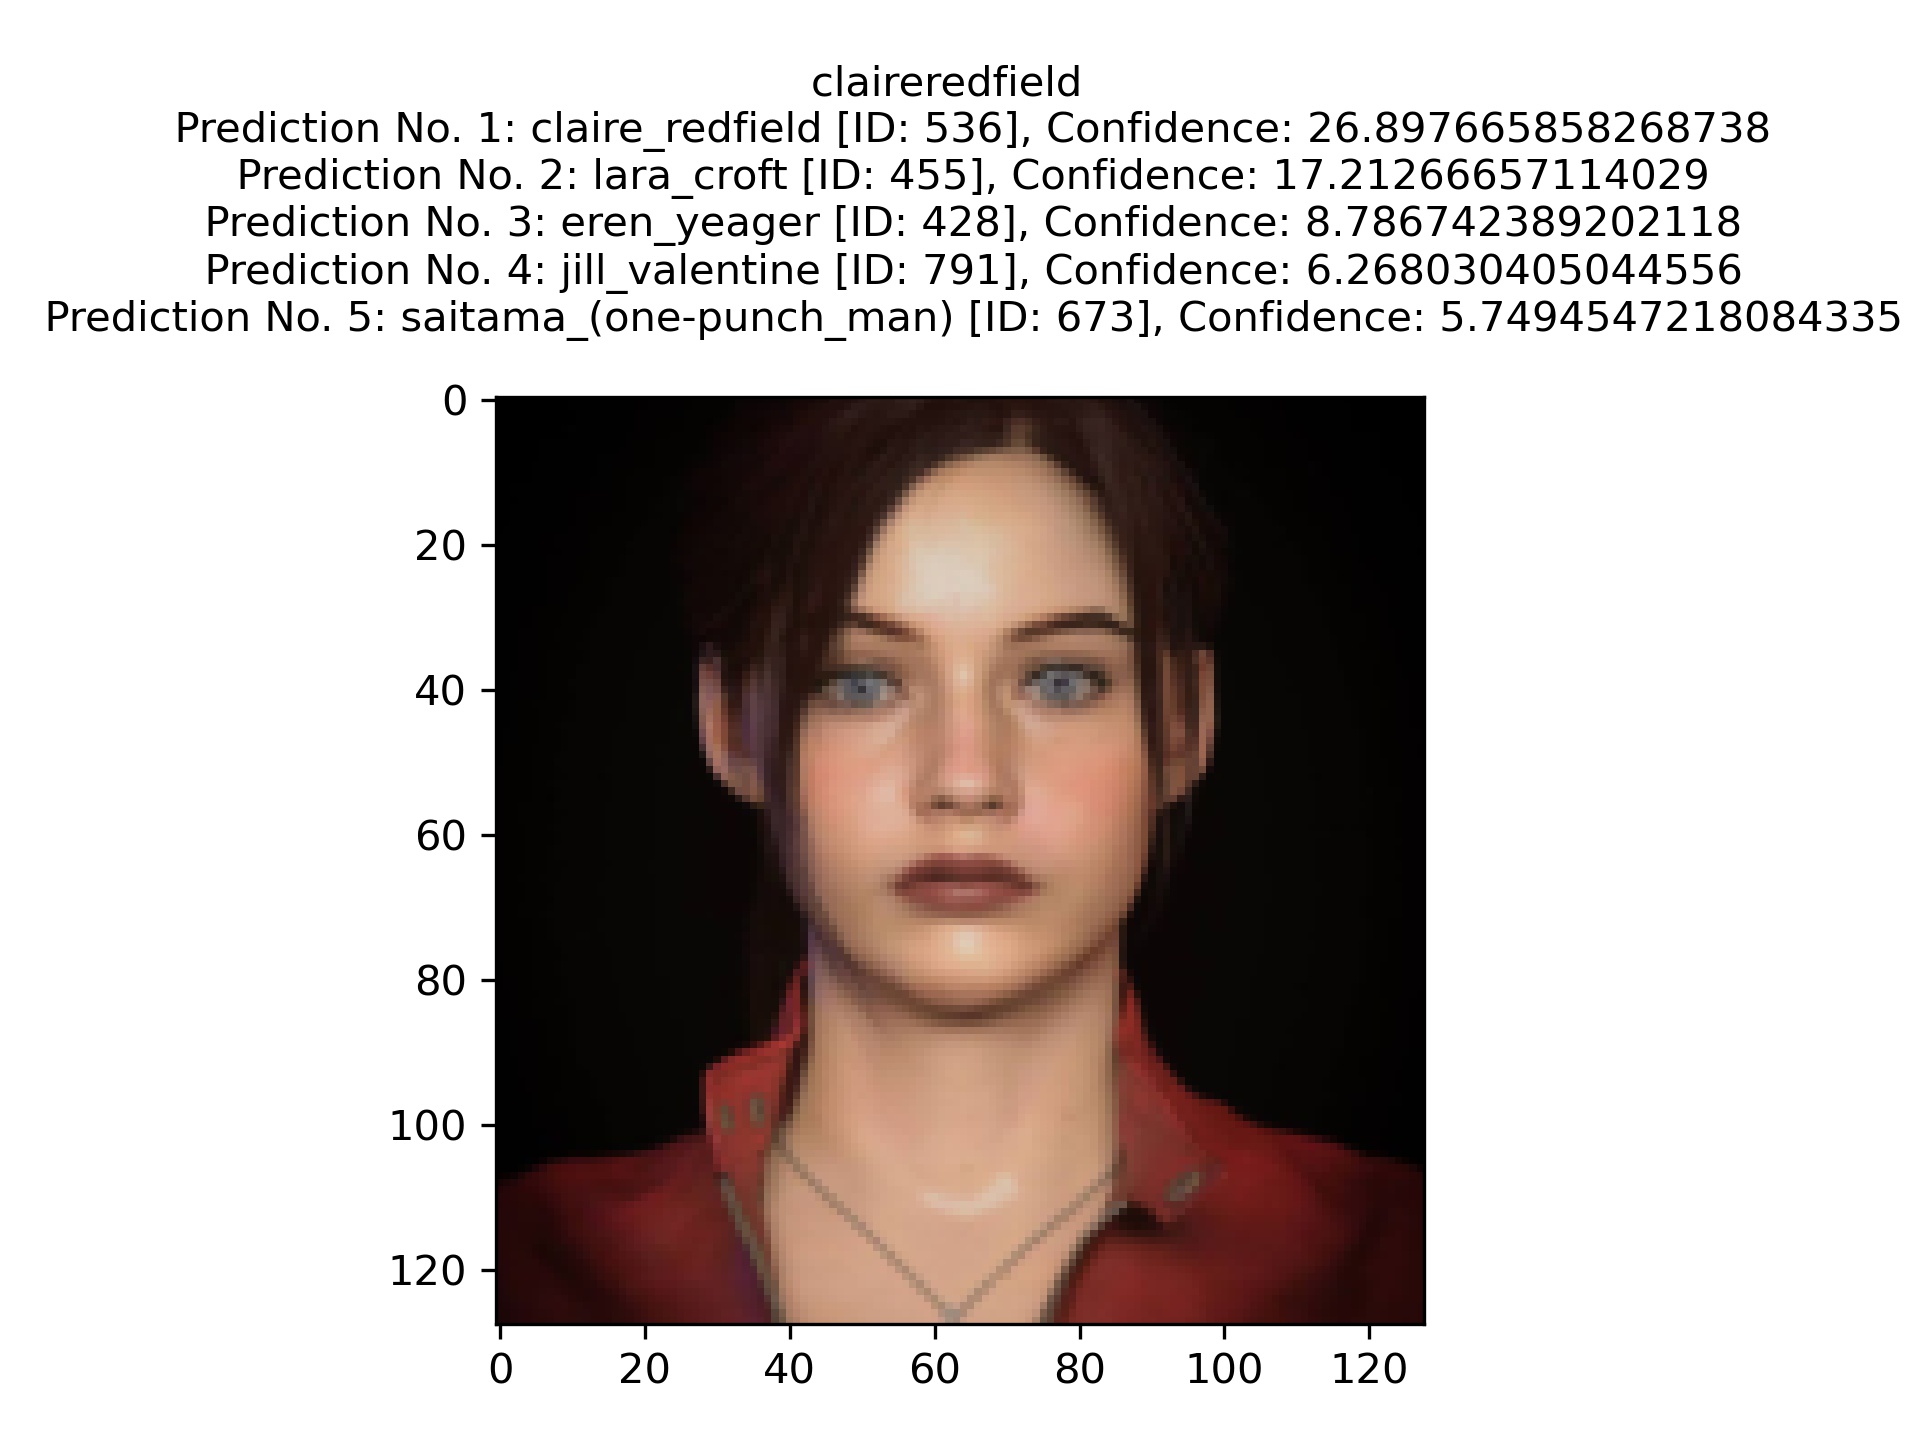 claireredfield
Prediction No. 1: claire_redfield [ID: 536], Confidence: 26.897665858268738
Prediction No. 2: lara_croft [ID: 455], Confidence: 17.21266657114029
Prediction No. 3: eren_yeager [ID: 428], Confidence: 8.786742389202118
Prediction No. 4: jill_valentine [ID: 791], Confidence: 6.268030405044556
Prediction No. 5: saitama_(one-punch_man) [ID: 673], Confidence: 5.7494547218084335
0
20
40
60
80
100
120
0 20 40 60 80 100 120